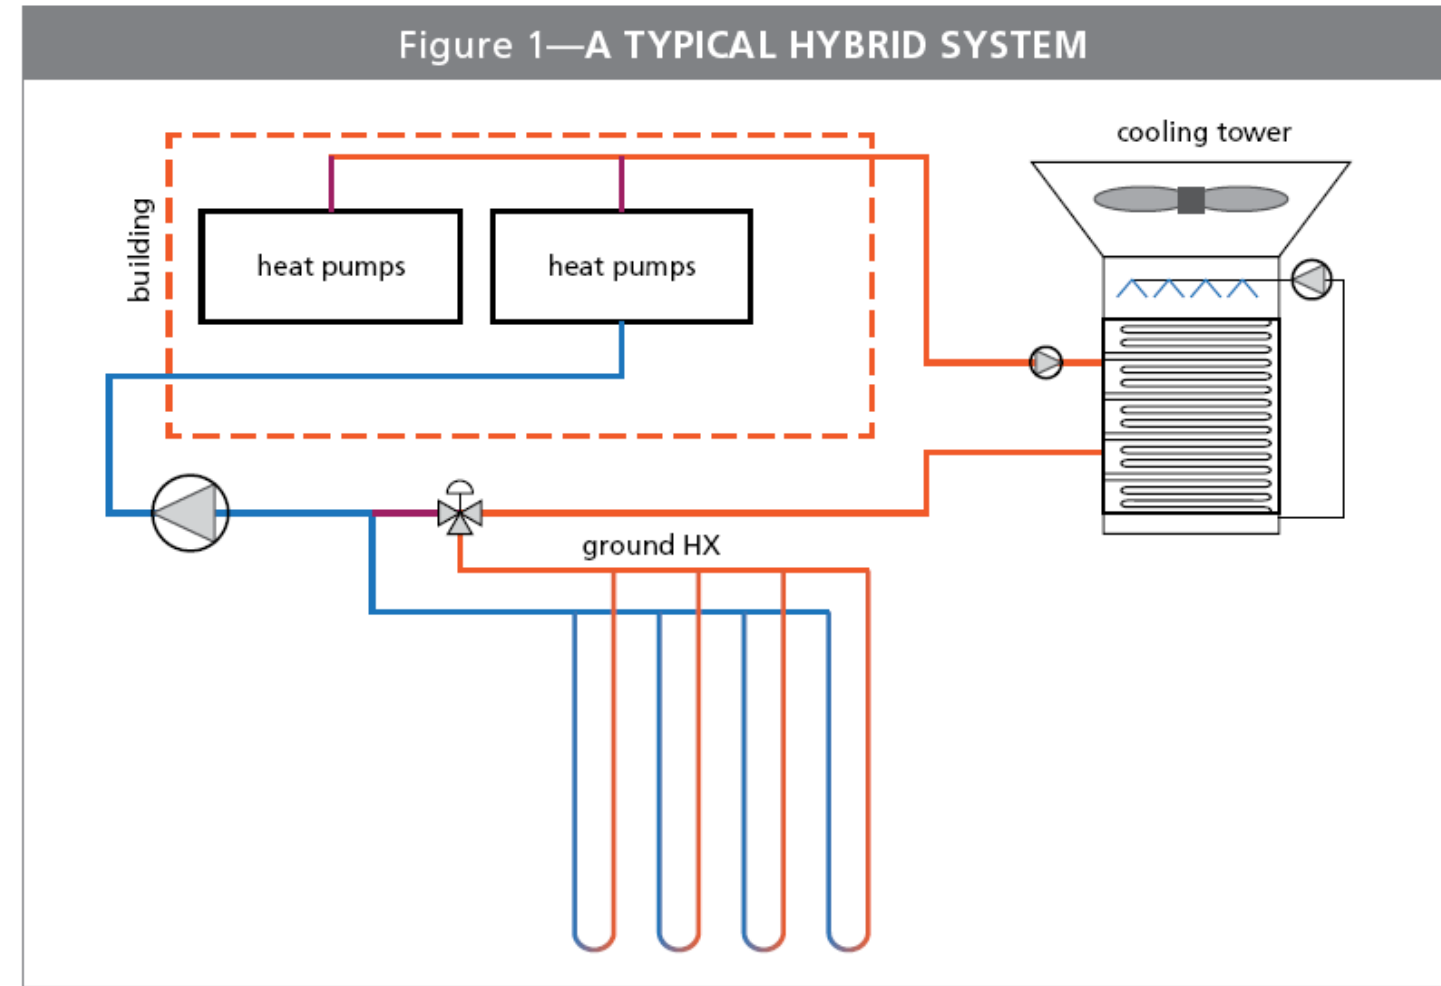 Figure 1—A TYPICAL HYBRID SYSTEM
cooling tower
building
heat pumps
heat pumps
ground HX